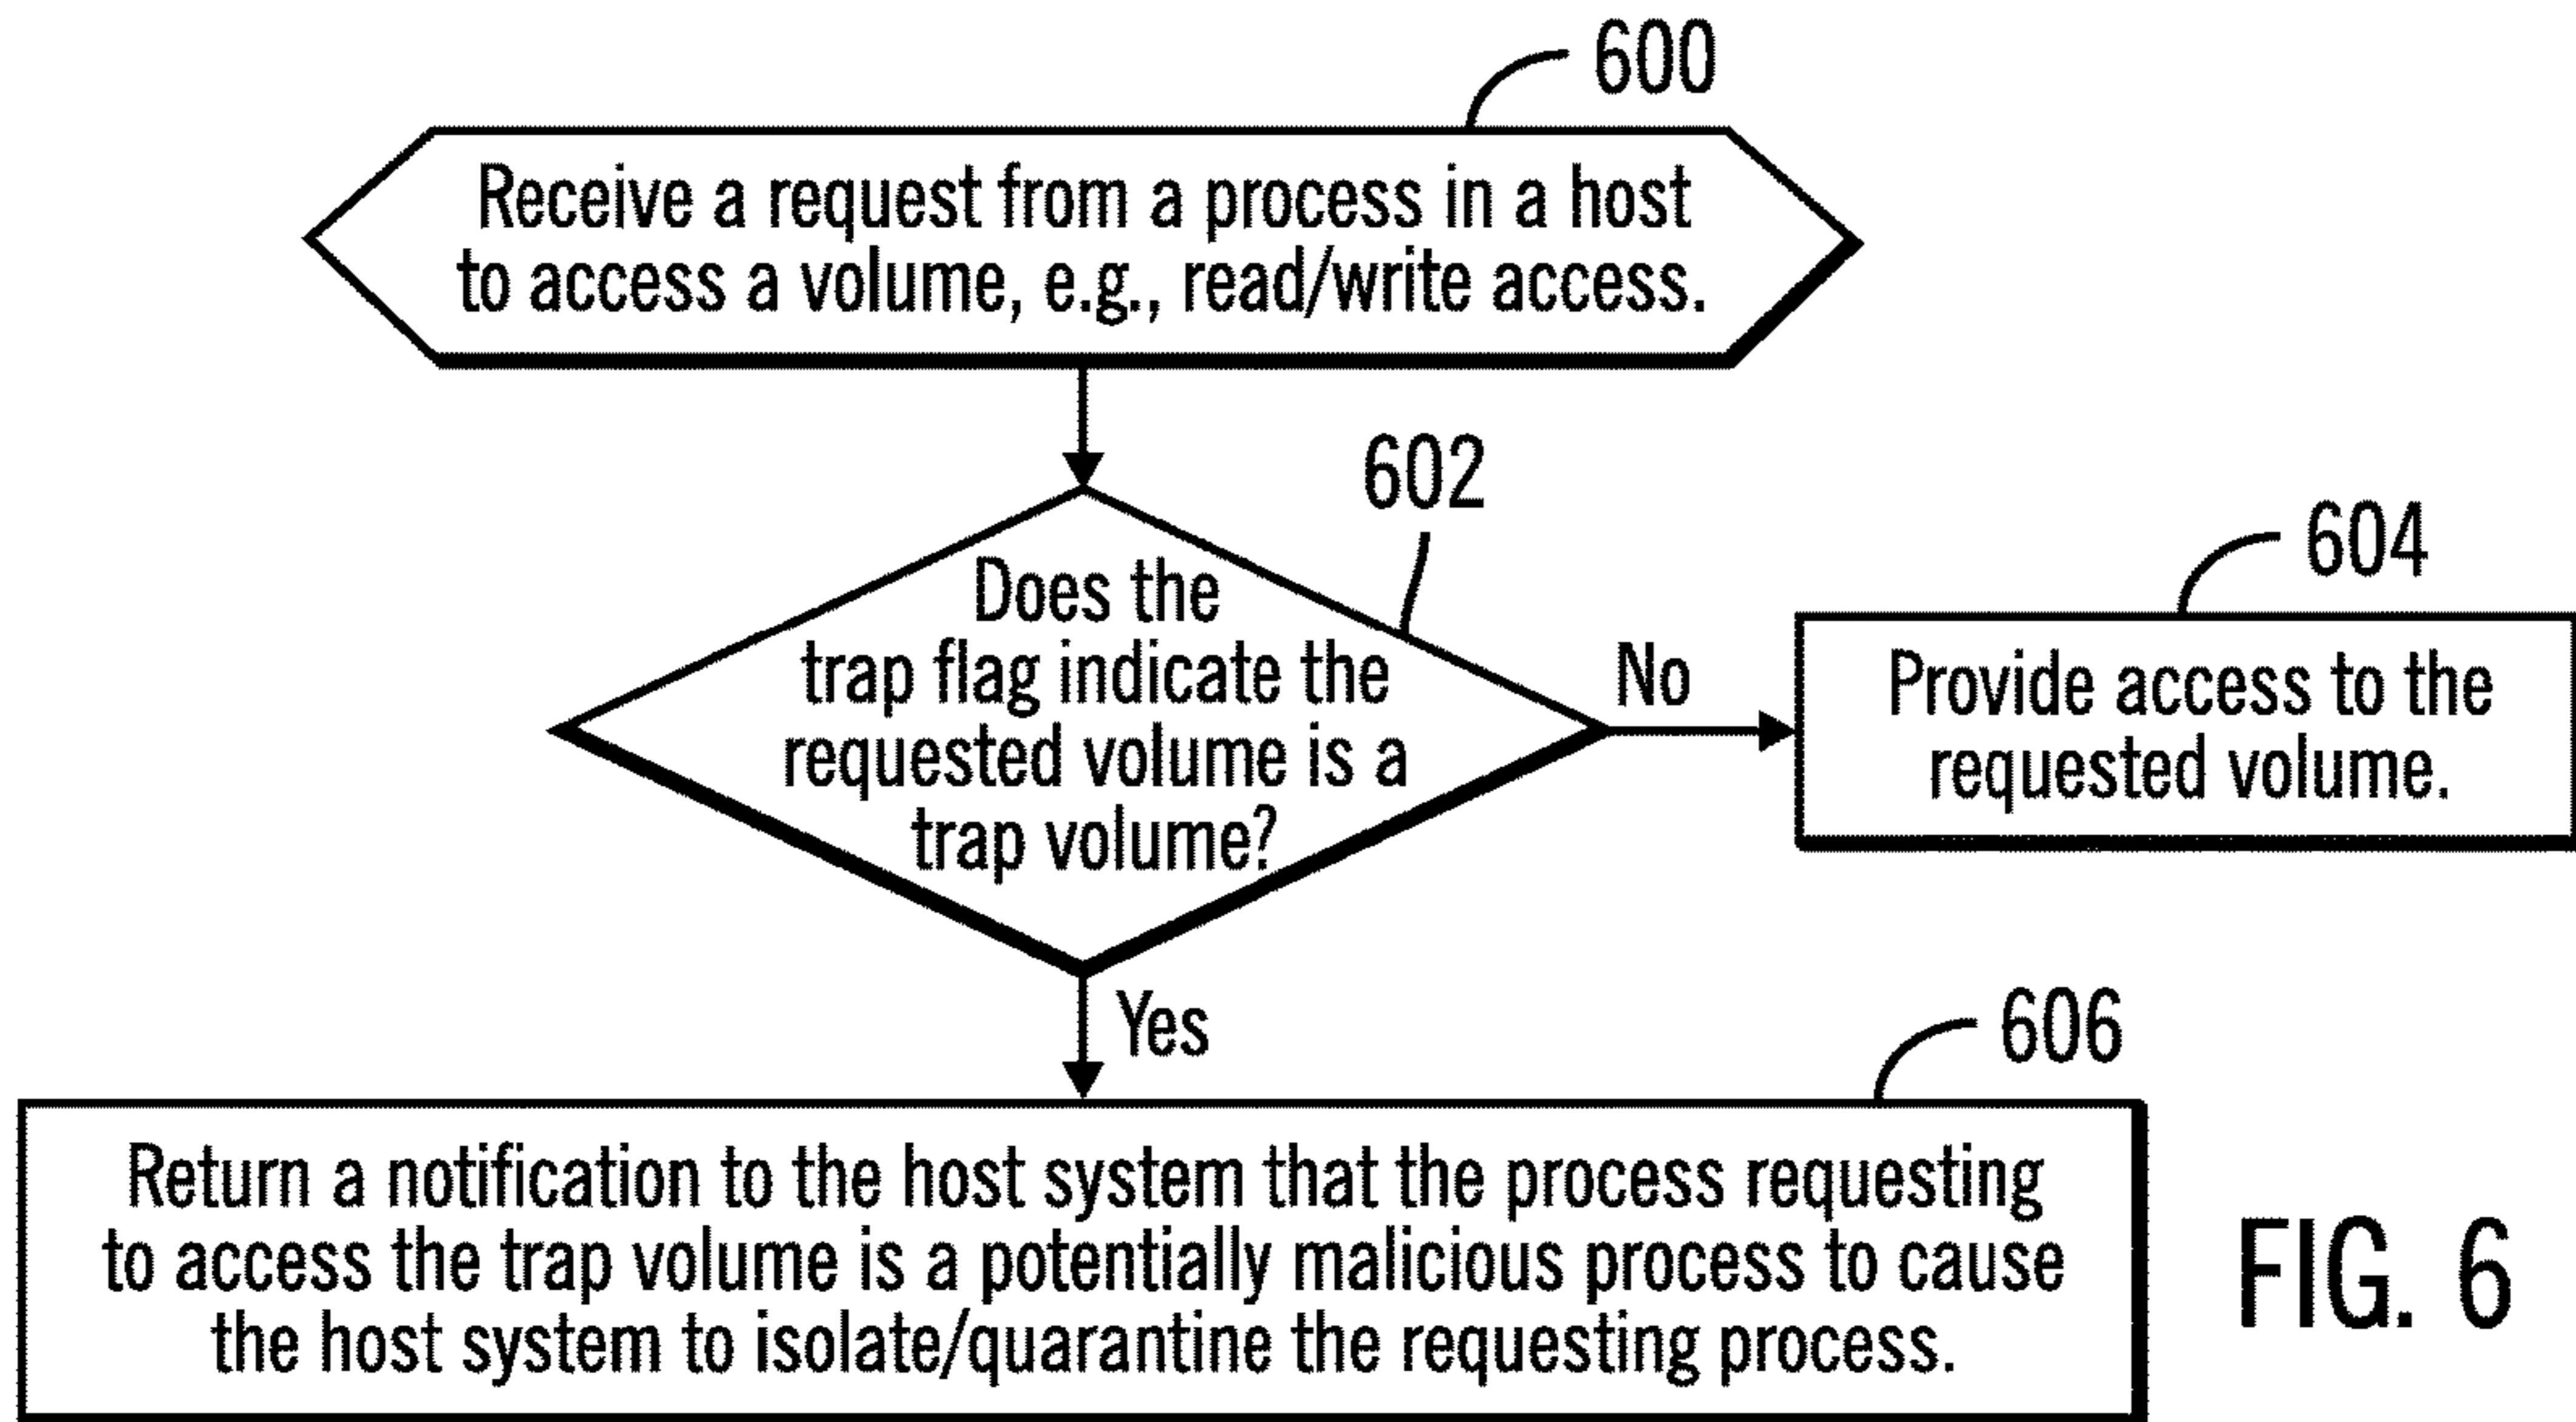 600
Receive a request from a process in a host
to access a volume, e.g., read/write access.
602
Does the
trap flag indicate the
requested volume is a
trap volume?
No
604
Provide access to the
requested volume.
Yes
606
Return a notification to the host system that the process requesting
to access the trap volume is a potentially malicious process to cause
the host system to isolate/quarantine the requesting process.
FIG. 6